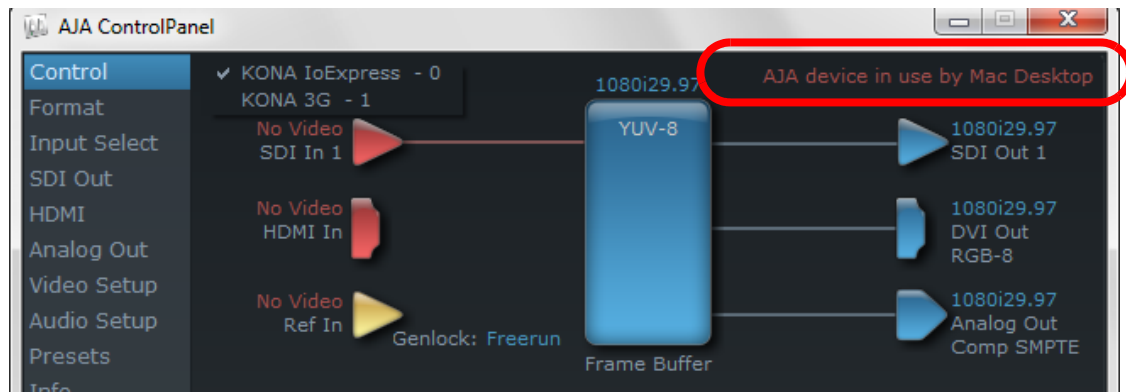 AJA ControlPanel
Control
Format
Input Select
SDI Out
HDMI
Analog Out
Video Setup
Audio Setup
Presets
Info
✔ KONA IoExpress - 0
KONA 3G - 1
1080i29.97
AJA device in use by Mac Desktop
No Video
SDI In 1
YUV-8
1080i29.97
SDI Out 1
No Video
HDMI In
1080i29.97
DVI Out
RGB-8
No Video
Ref In
Genlock: Freerun
Frame Buffer
1080i29.97
Analog Out
Comp SMPTE